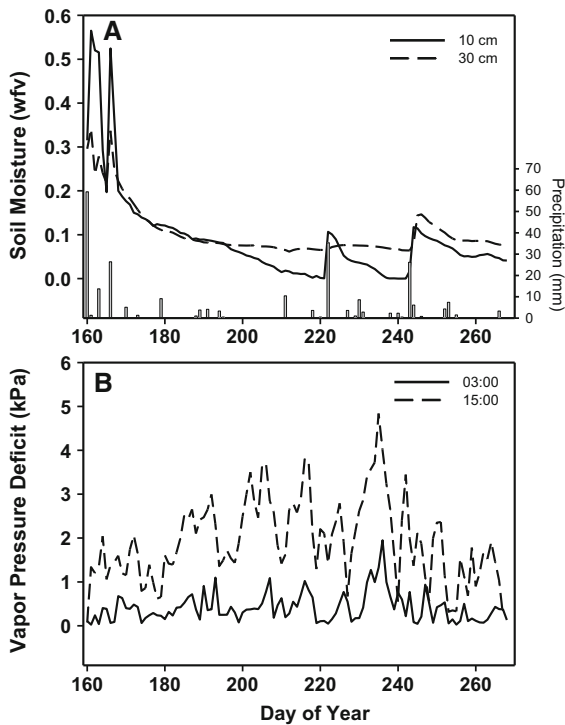 A
10 cm
30 cm
Soil Moisture (wfv)
0.6
0.5
0.4
0.3
0.2
0.1
0.0
70
60
50
40
30
20
10
0
Precipitation (mm)
160 180 200 220 240 260
B
03:00
15:00
Vapor Pressure Deficit (kPa)
6
5
4
3
2
1
0
160 180 200 220 240 260
Day of Year